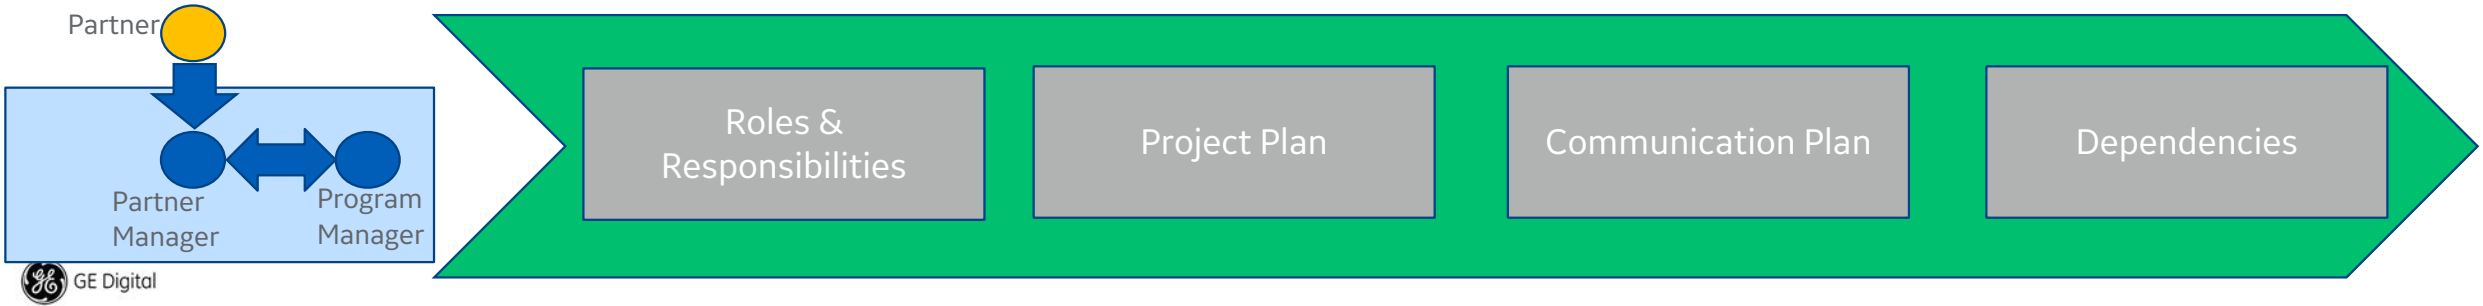 Partner
Partner
Manager
Program
Manager
GE Digital
Roles &
Responsibilities
Project Plan
Communication Plan
Dependencies